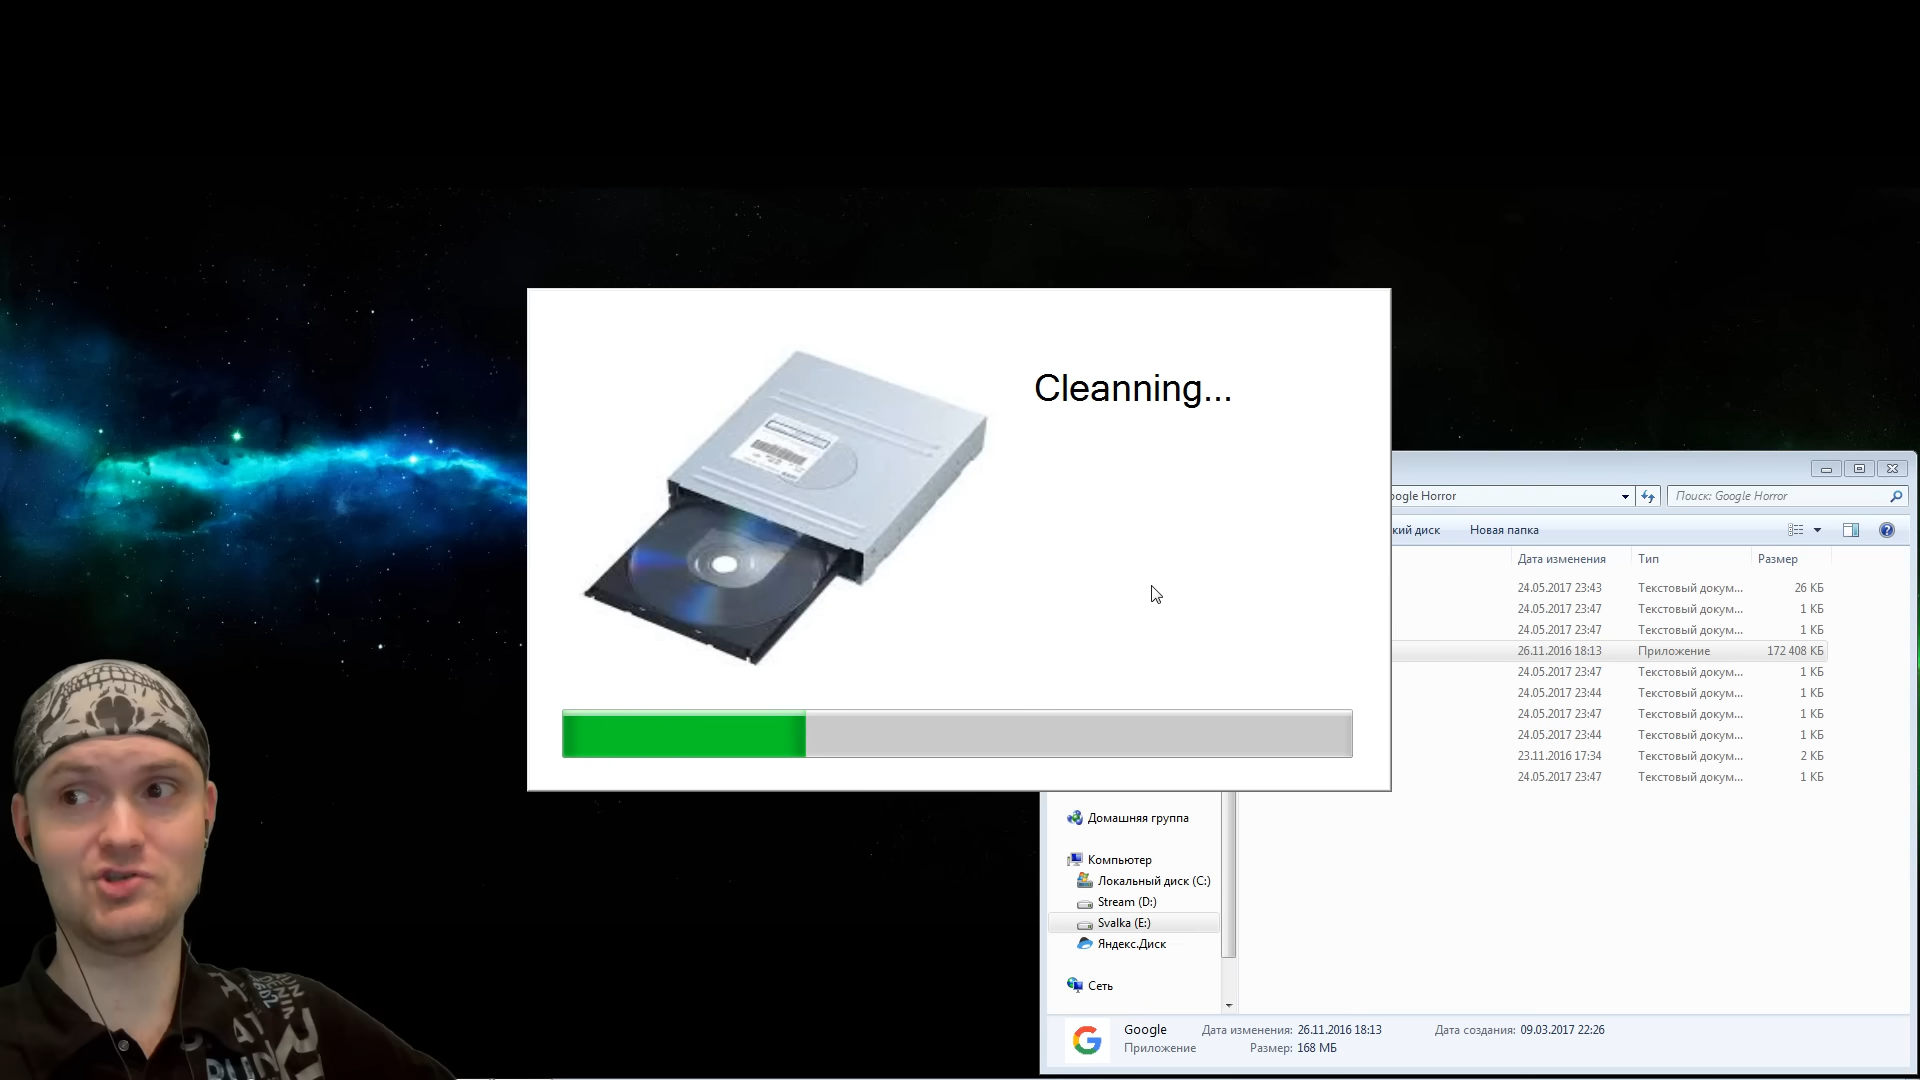 Cleanning...
oogle Horror
Поиск: Google Horror
кий диск
Новая папка
Дата изменения
Тип
Размер
24.05.2017 23:43 Текстовый докум... 26 КБ
24.05.2017 23:47 Текстовый докум... 1 КБ
24.05.2017 23:47 Текстовый докум... 1 КБ
26.11.2016 18:13 Приложение 172 408 КБ
24.05.2017 23:47 Текстовый докум... 1 КБ
24.05.2017 23:44 Текстовый докум... 1 КБ
24.05.2017 23:47 Текстовый докум... 1 КБ
24.05.2017 23:44 Текстовый докум... 1 КБ
23.11.2016 17:34 Текстовый докум... 2 КБ
24.05.2017 23:47 Текстовый докум... 1 КБ
Домашняя группа
Компьютер
Локальный диск (C:)
Stream (D:)
Svalka (E:)
Яндекс.Диск
Сеть
Google Дата изменения: 26.11.2016 18:13 Дата создания: 09.03.2017 22:26
Приложение Размер: 168 МБ